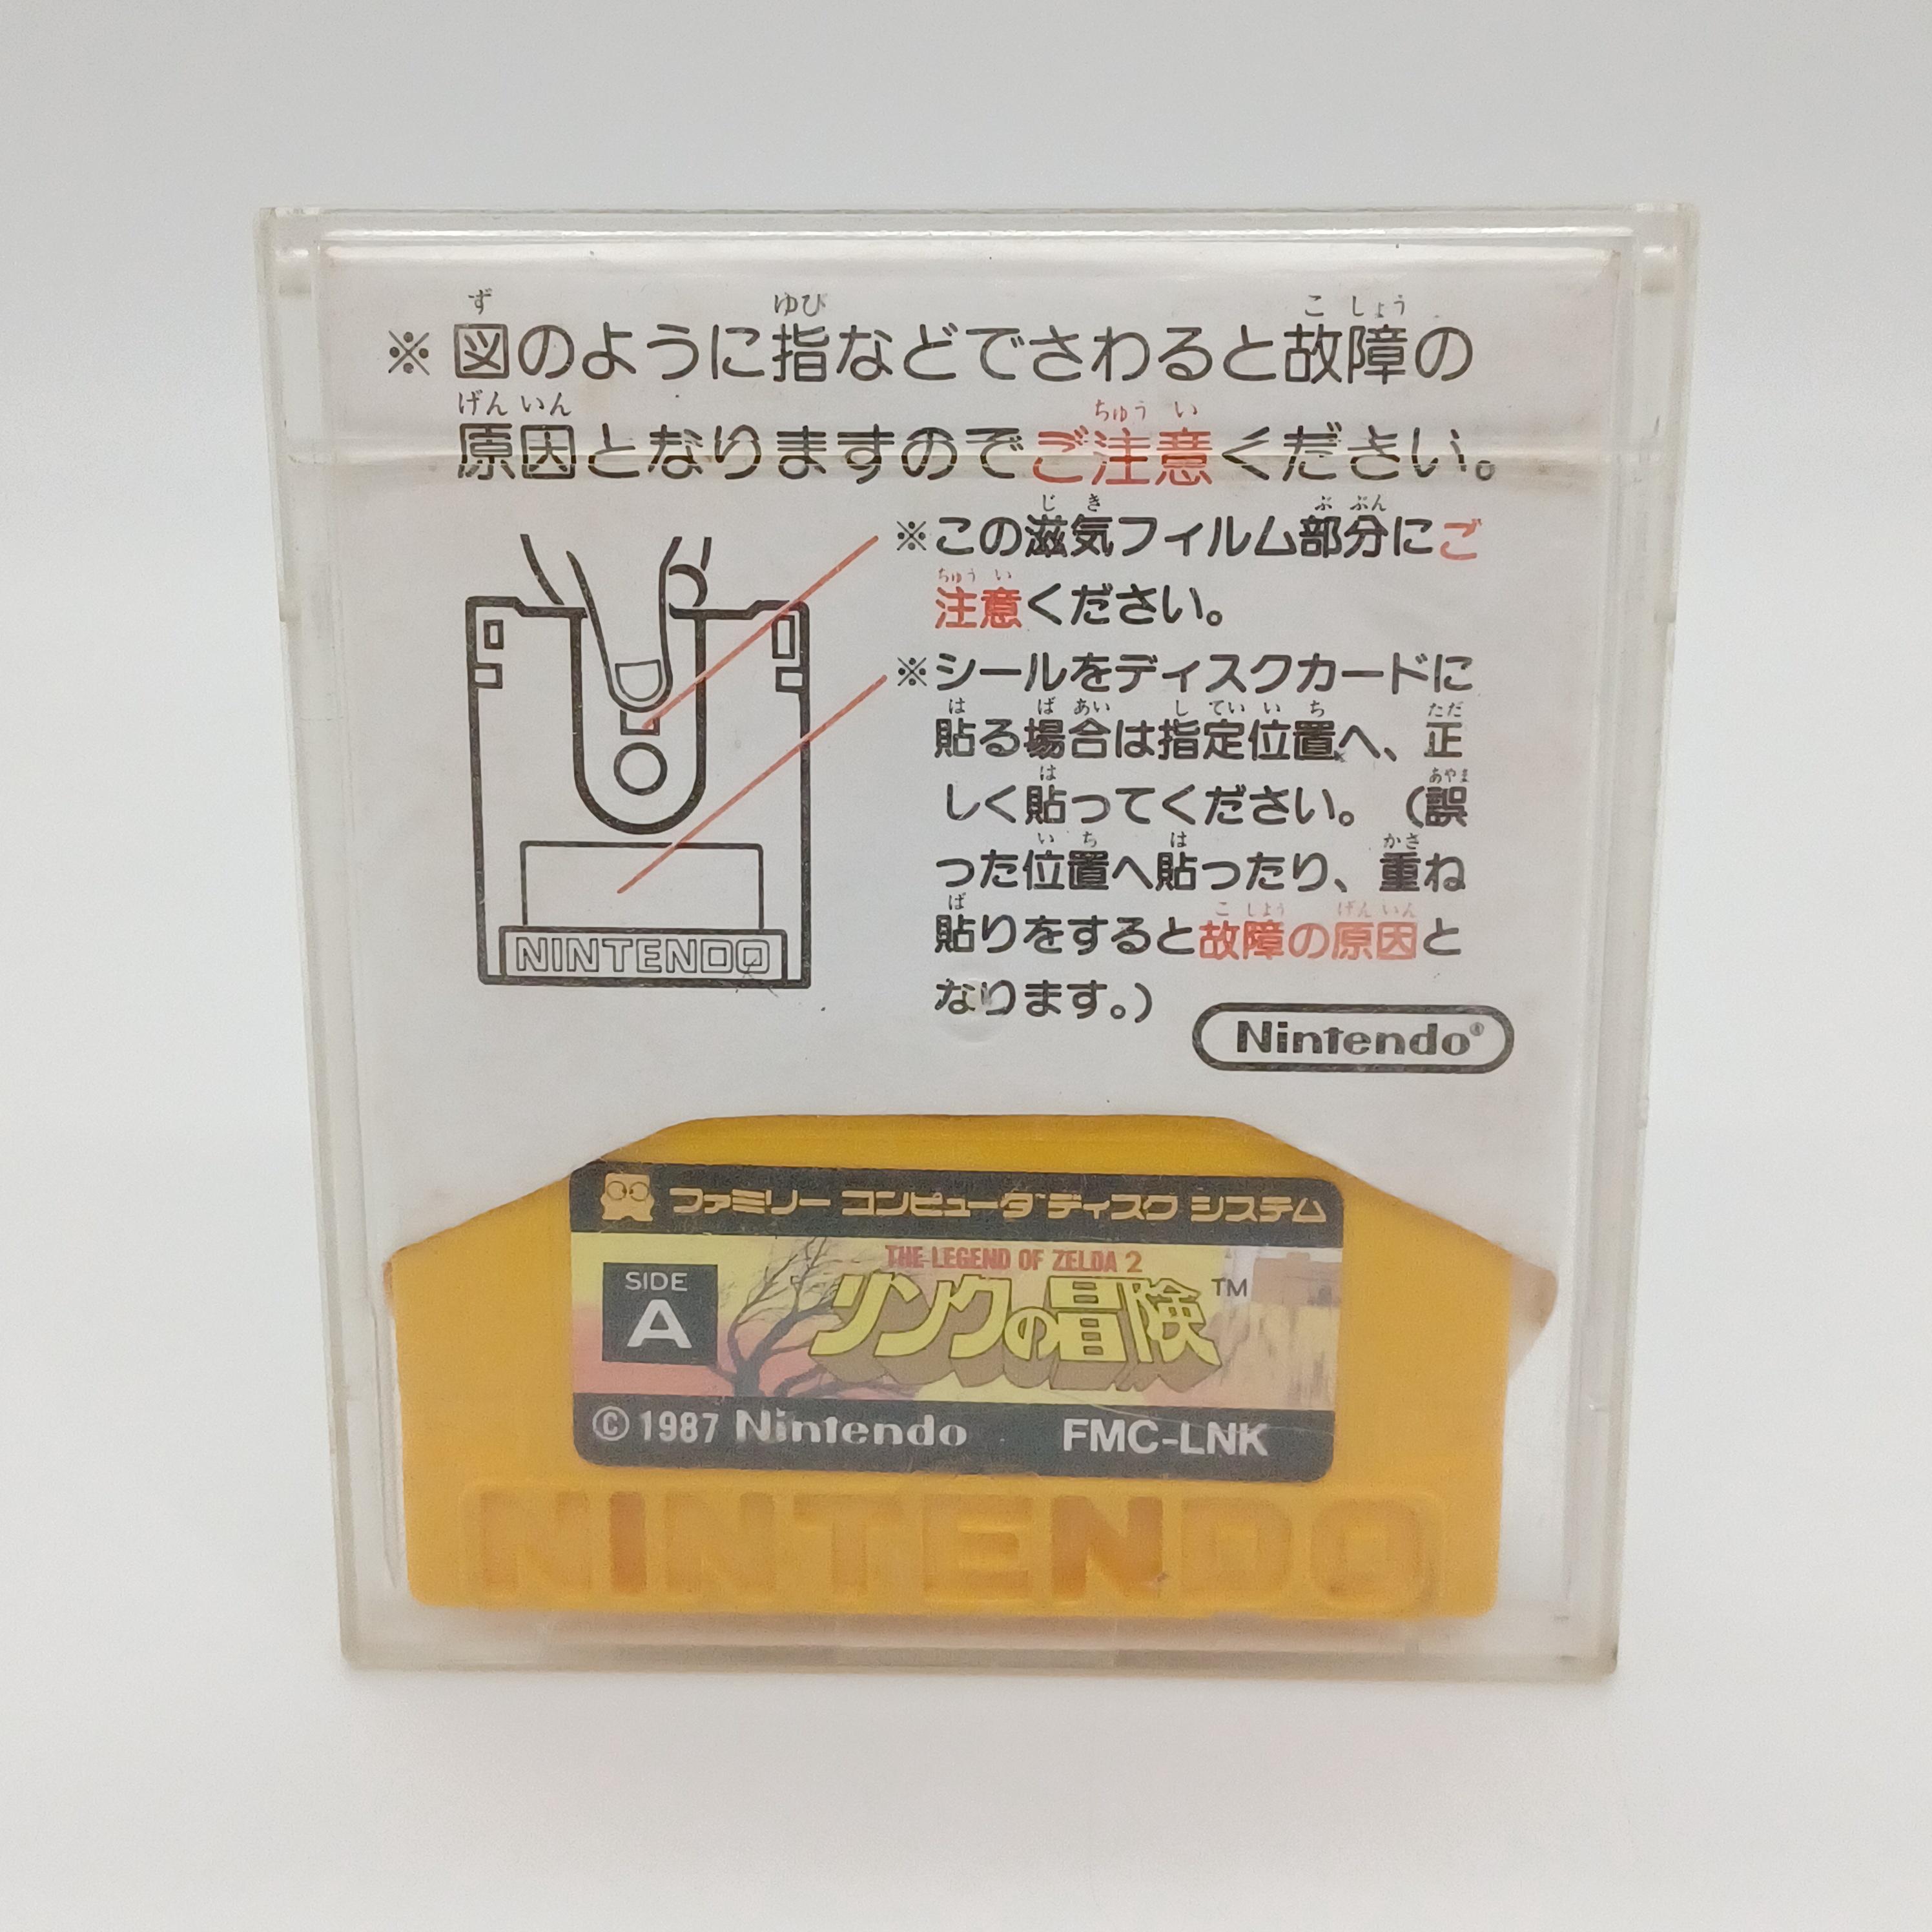 ※図のように指などでさわると故障の
原因となりますのでご注意ください。
※この滋気フィルム部分にご
注意ください。
※シールをディスクカードに
貼る場合は指定位置へ、正
しく貼ってください。(誤
った位置へ貼ったり、重ね
貼りをすると故障の原因と
なります。)
NINTENDO
Nintendo®
ファミリー コンピュータ ディスク システム
THE LEGEND OF ZELDA 2
SIDE
A
リンクの冒険™
©1987 Nintendo FMC-LNK
NINTENDO